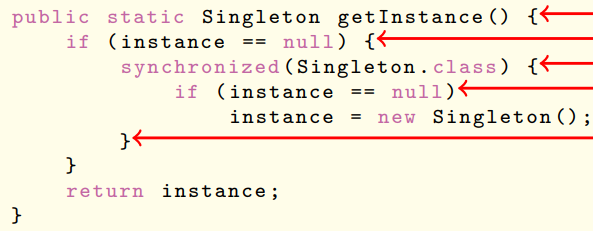 public static Singleton getInstance() {
if (instance == null) {
synchronized(Singleton.class) {
if (instance == null)
instance = new Singleton();
}
}
return instance;
}